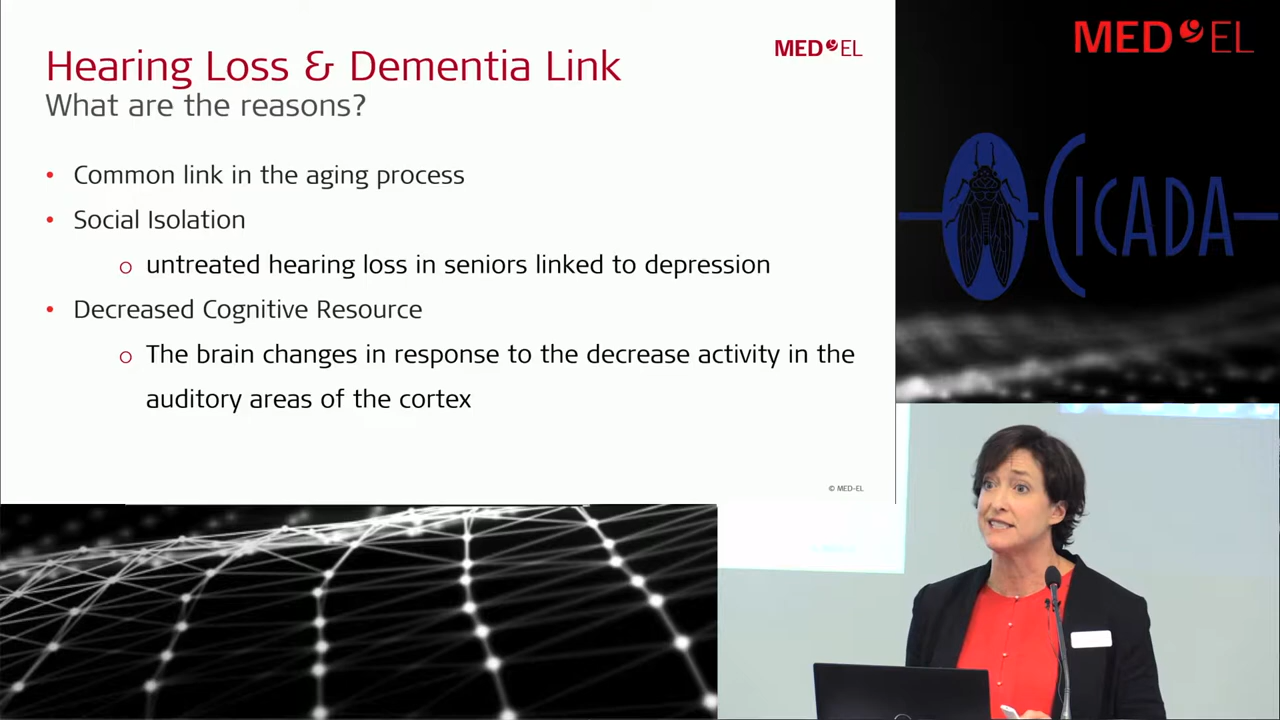 Hearing Loss & Dementia Link
MED EL
What are the reasons?
• Common link in the aging process
• Social Isolation
o untreated hearing loss in seniors linked to depression
• Decreased Cognitive Resource
o The brain changes in response to the decrease activity in the
auditory areas of the cortex
© MED-EL
MED EL
CICADA